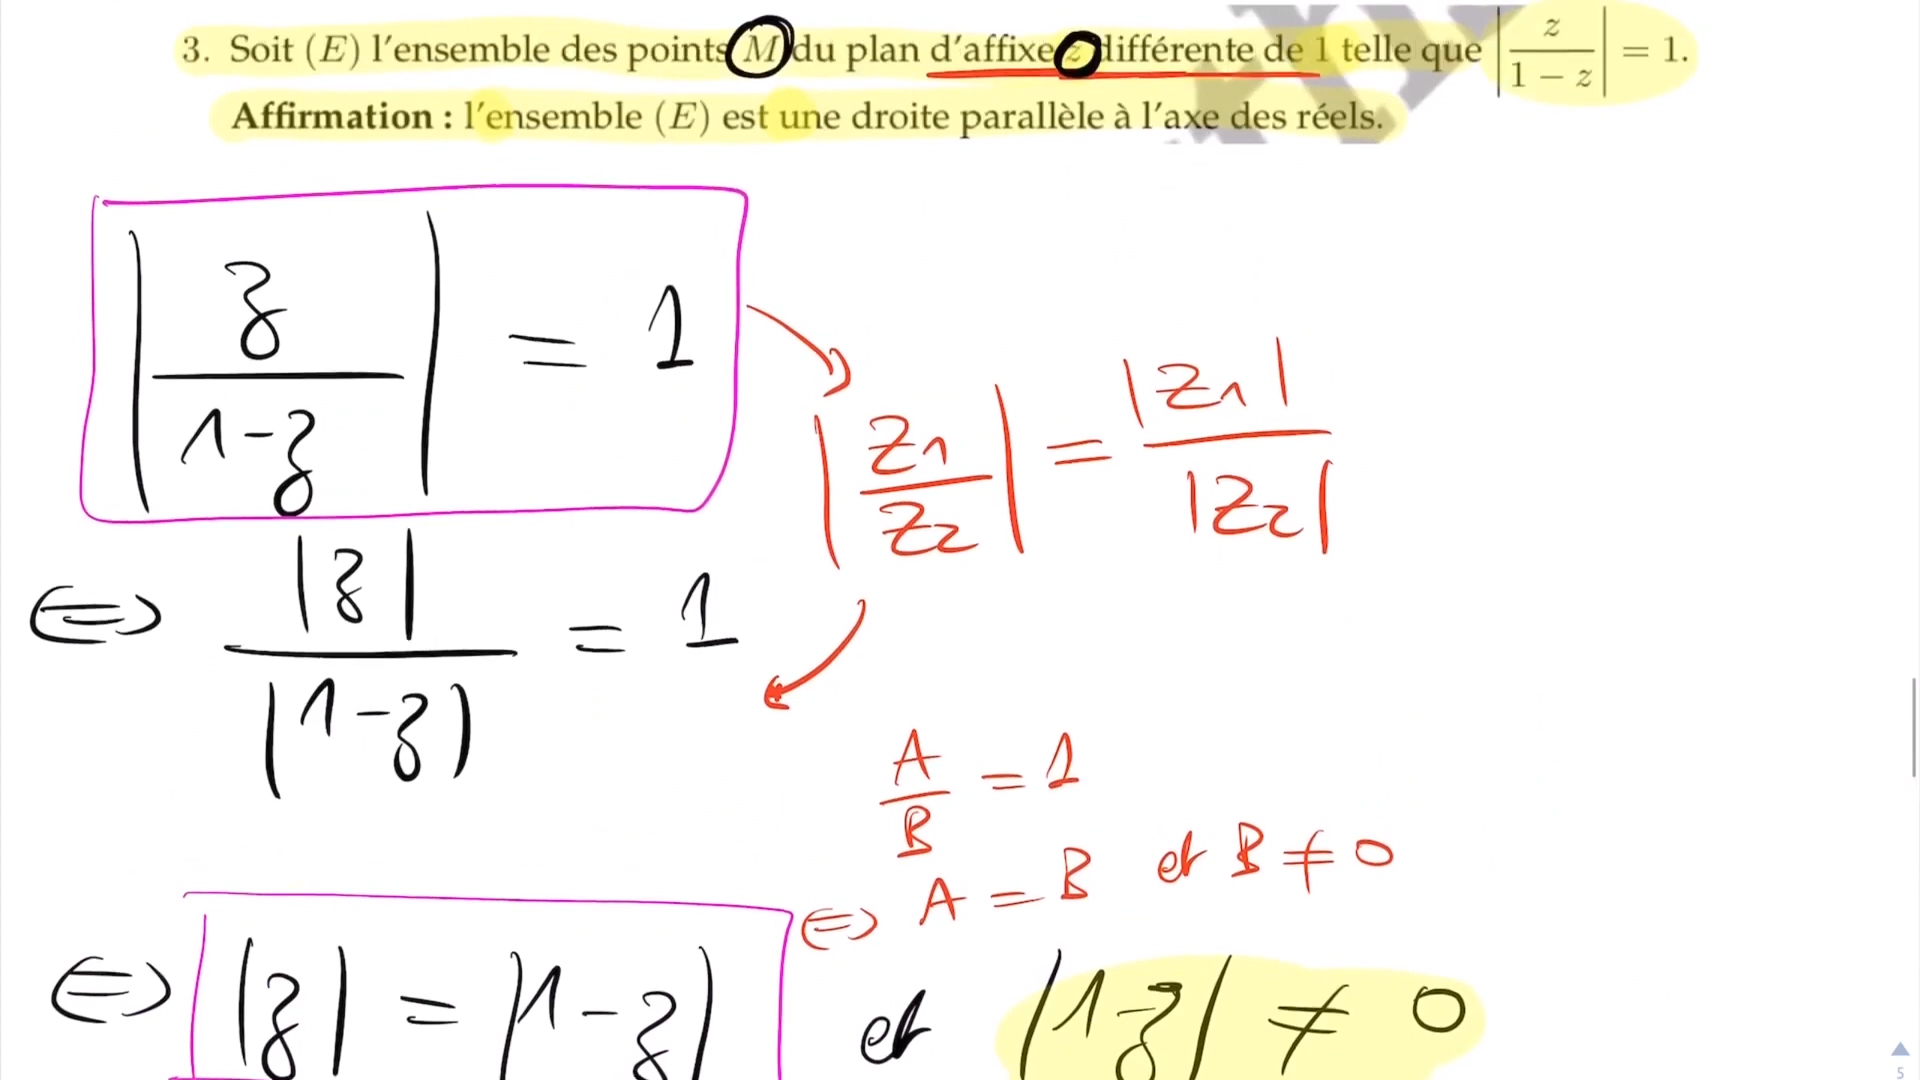 3. Soit (E) l'ensemble des points M du plan d'affixe z différente de 1 telle que |z/(1 − z)| = 1.
Affirmation : l'ensemble (E) est une droite parallèle à l'axe des réels.
|z/(1-z)| = 1
|z1/z2| = |z1|/|z2|
⇔ |z|/|1-z| = 1
A/B = 1
⇔ A = B et B ≠ 0
⇔ |z| = |1-z| et |1-z| ≠ 0
5